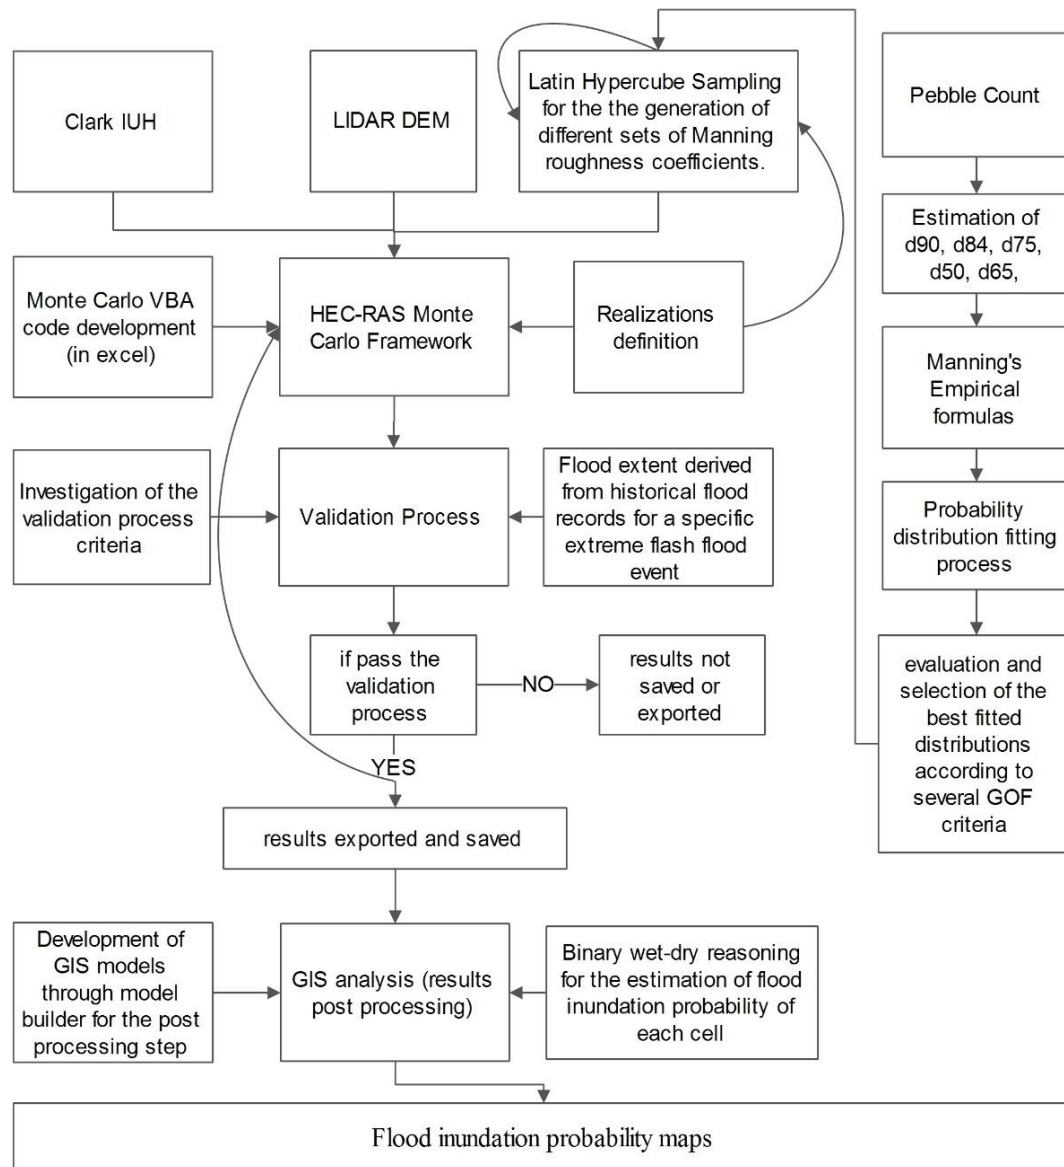 Clark IUH
LIDAR DEM
Latin Hypercube Sampling
for the the generation of
different sets of Manning
roughness coefficients.
Pebble Count
Estimation of
d90, d84, d75,
d50, d65,
Monte Carlo VBA
code development
(in excel)
HEC-RAS Monte
Carlo Framework
Realizations
definition
Manning's
Empirical
formulas
Investigation of the
validation process
criteria
Validation Process
Flood extent derived
from historical flood
records for a specific
extreme flash flood
event
Probability
distribution fitting
process
if pass the
validation
process
NO
results not
saved or
exported
evaluation and
selection of the
best fitted
distributions
according to
several GOF
criteria
YES
results exported and saved
Development of
GIS models
through model
builder for the post
processing step
GIS analysis (results
post processing)
Binary wet-dry reasoning
for the estimation of flood
inundation probability of
each cell
Flood inundation probability maps